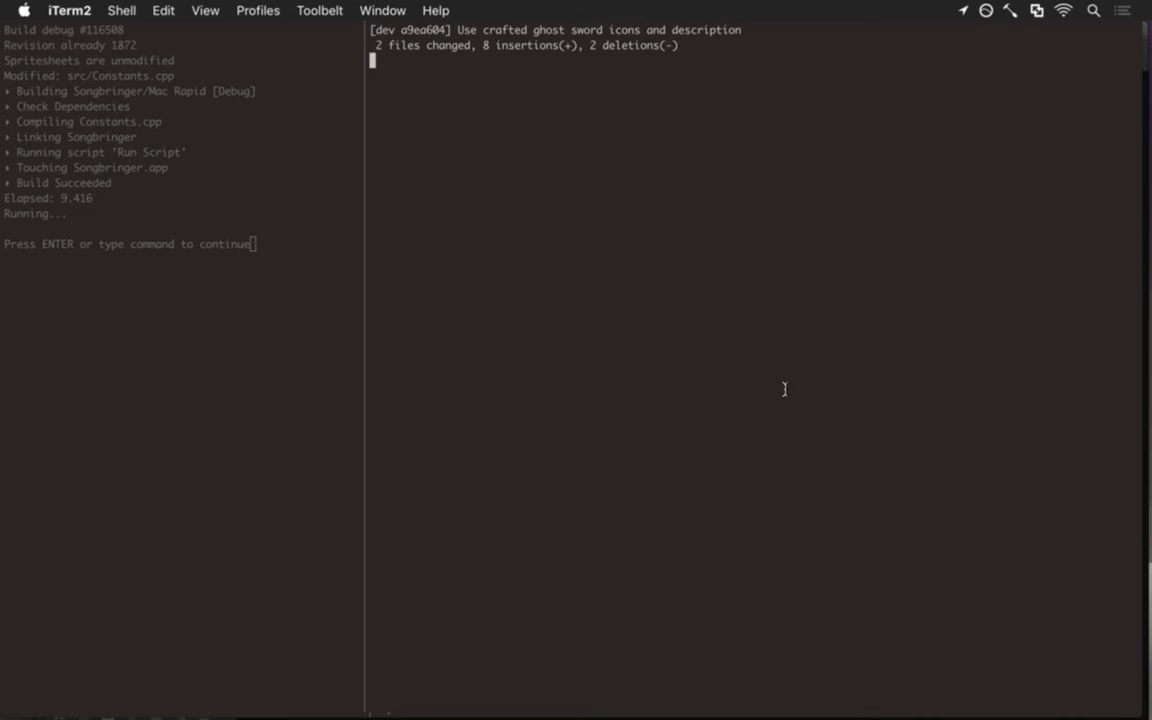 iTerm2 Shell Edit View Profiles Toolbelt Window Help
Build debug #116508
Revision already 1872
Spritesheets are unmodified
Modified: src/Constants.cpp
▸ Building Songbringer/Mac Rapid [Debug]
▸ Check Dependencies
▸ Compiling Constants.cpp
▸ Linking Songbringer
▸ Running script 'Run Script'
▸ Touching Songbringer.app
▸ Build Succeeded
Elapsed: 9.416
Running...
Press ENTER or type command to continue
[dev a9ea604] Use crafted ghost sword icons and description
2 files changed, 8 insertions(+), 2 deletions(-)